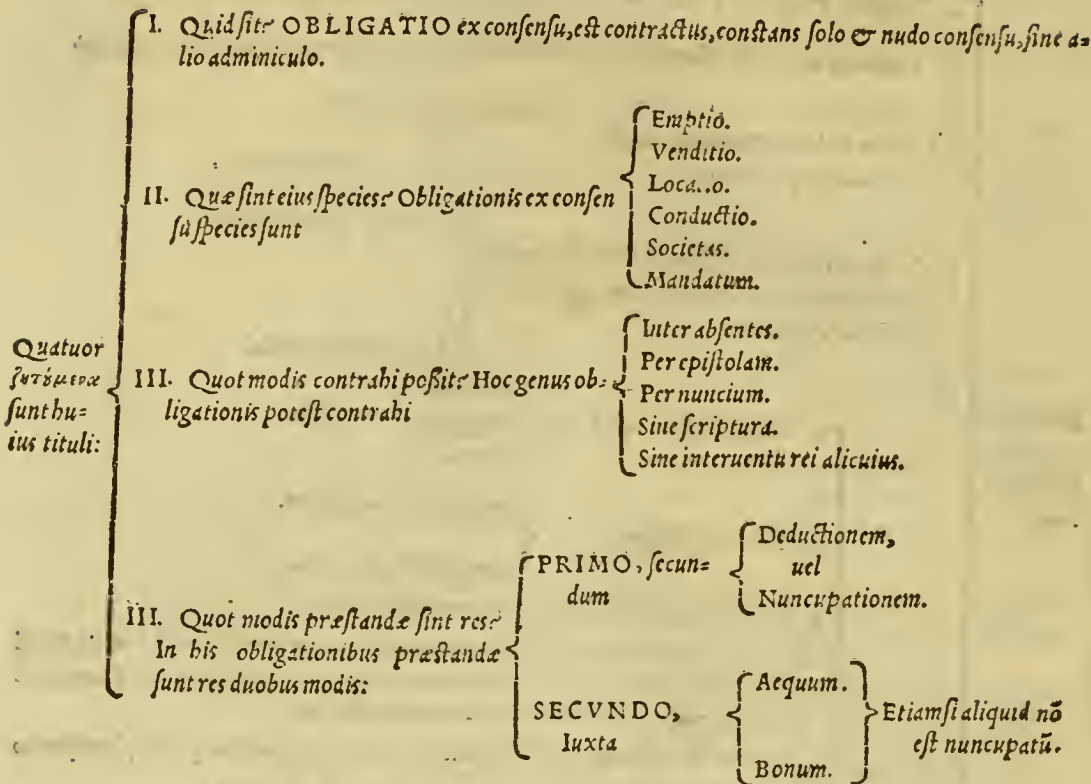 I. Quid sit? OBLIGATIO ex consensu, est contractus, constans solo & nudo consensu, sine a=
lio adminiculo.
II. Quæ sint eius species? Obligationis ex consen
sû species sunt
Emptio.
Venditio.
Conductio.
Societas.
Mandatum.
Quatuor
ζητόμενα
sunt hu=
ius tituli:
III. Quot modis contrahi poßit? Hoc genus ob=
ligationis potest contrahi
Inter absentes.
Per epistolam.
Per nuncium.
Sine scriptura.
Sine interuentu rei alicuius.
III. Quot modis præstandæ sint res?
In his obligationibus præstandæ
sunt res duobus modis:
PRIMO, secun=
dum
Deductionem,
uel
Nuncupationem.
SECVNDO,
Iuxta
Aequum.
Bonum.
Etiamsi aliquid nō
est nuncupatū.